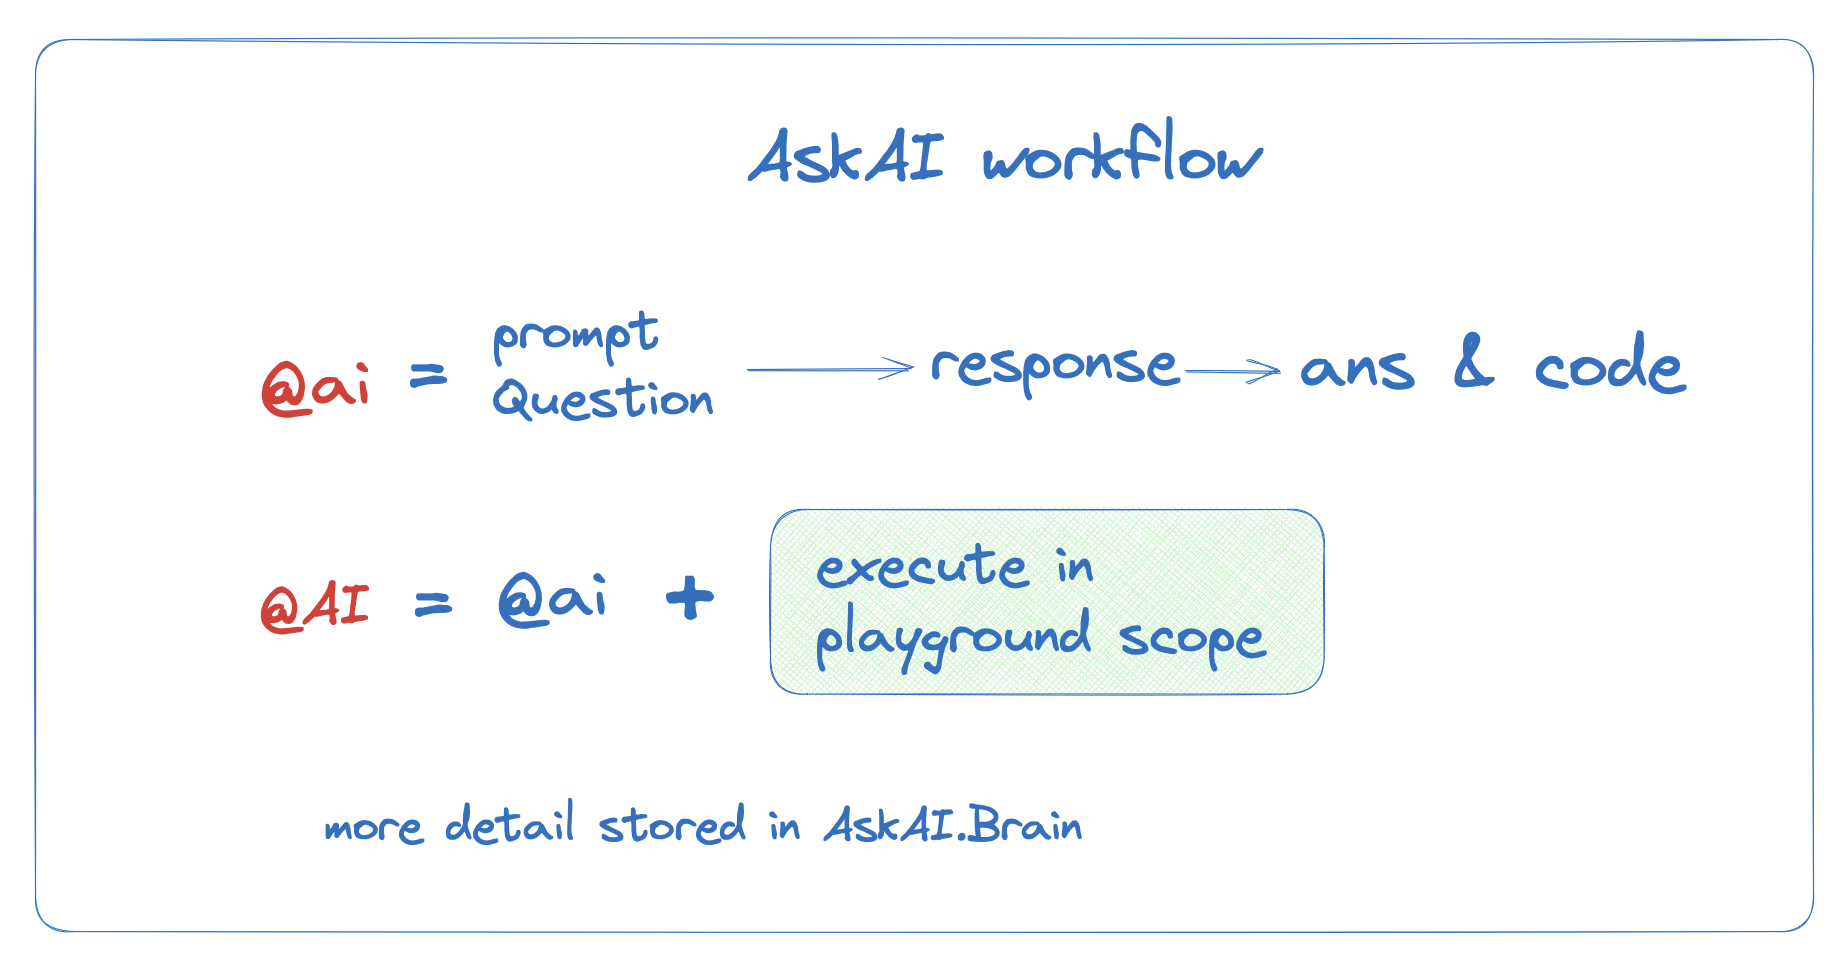 AskAI workflow
@ai = prompt Question → response → ans & code
@AI = @ai + execute in playground scope
more detail stored in AskAI.Brain